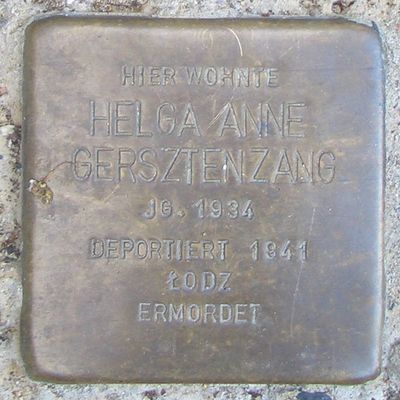 HIER WOHNTE
HELGA ANNE
GERSZTENZANG
JG. 1934
DEPORTIERT 1941
ŁODZ
ERMORDET